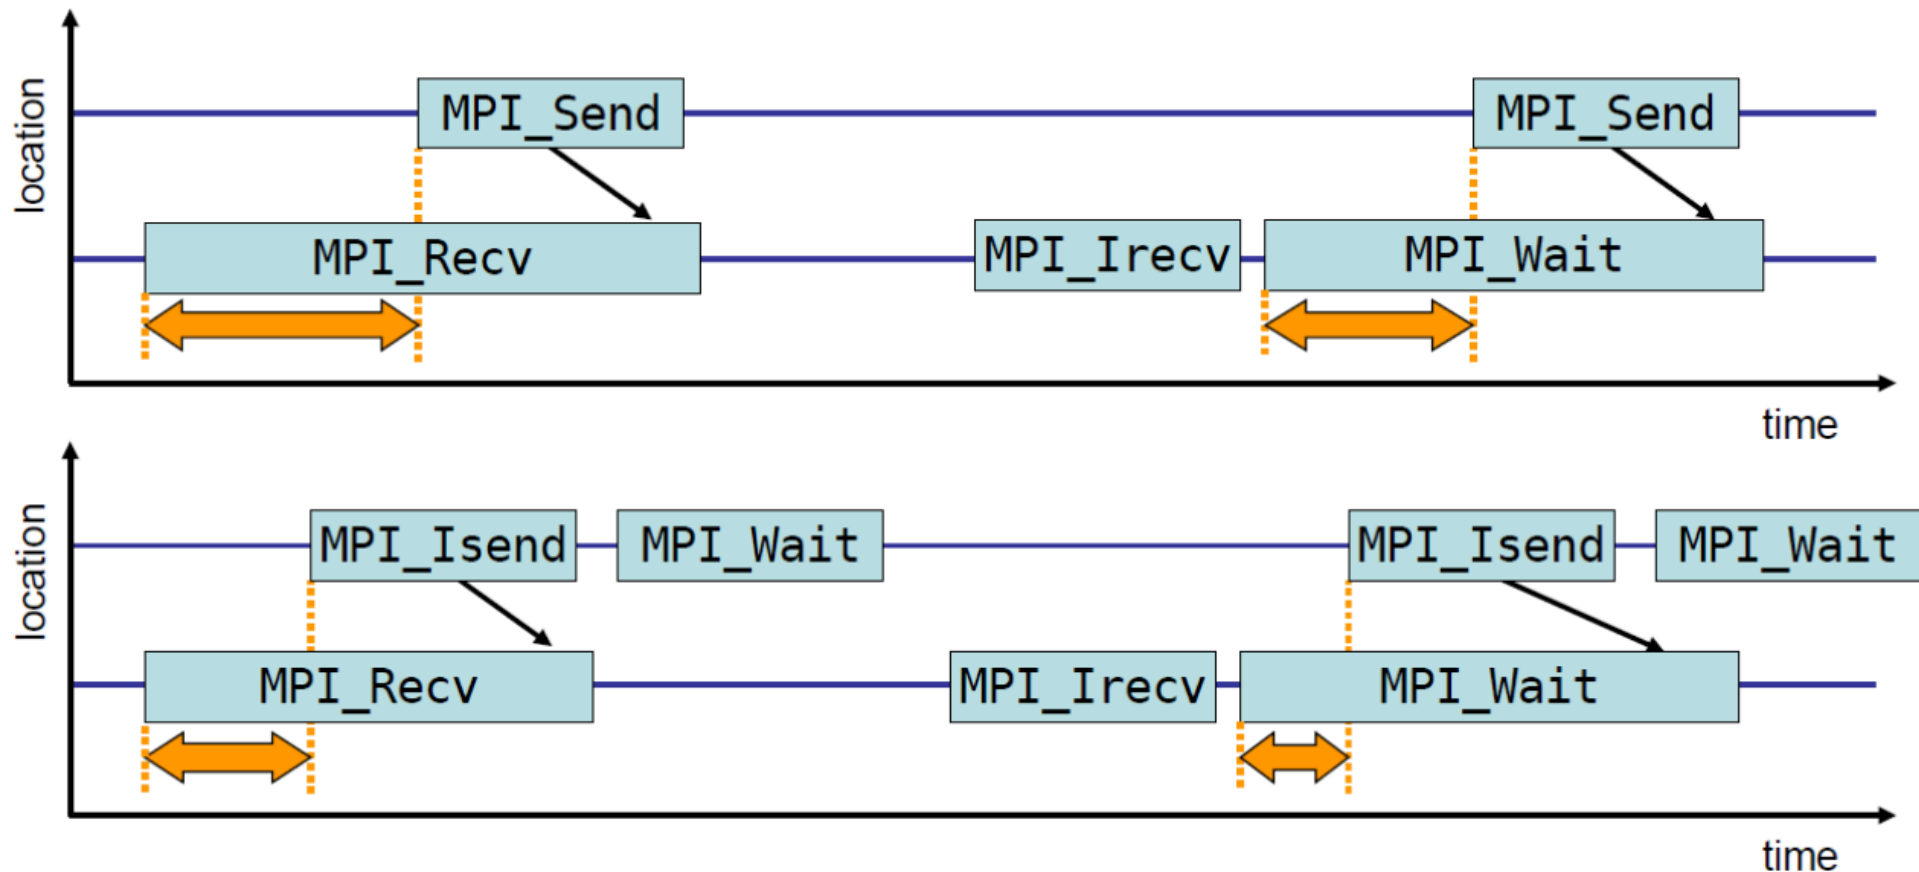 location
MPI_Send
MPI_Send
MPI_Recv
MPI_Irecv
MPI_Wait
time
location
MPI_Isend
MPI_Wait
MPI_Isend
MPI_Wait
MPI_Recv
MPI_Irecv
MPI_Wait
time